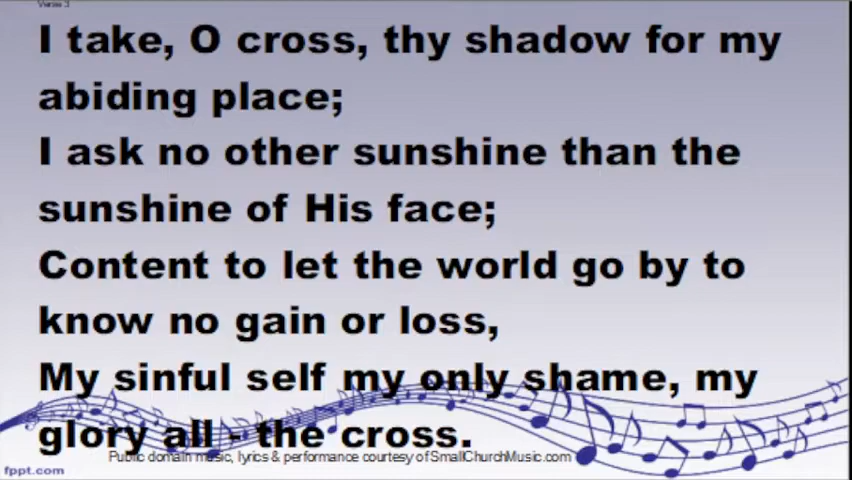 Verse 3
I take, O cross, thy shadow for my
abiding place;
I ask no other sunshine than the
sunshine of His face;
Content to let the world go by to
know no gain or loss,
My sinful self my only shame, my
glory all - the cross.
Public domain music, lyrics & performance courtesy of SmallChurchMusic.com
fppt.com